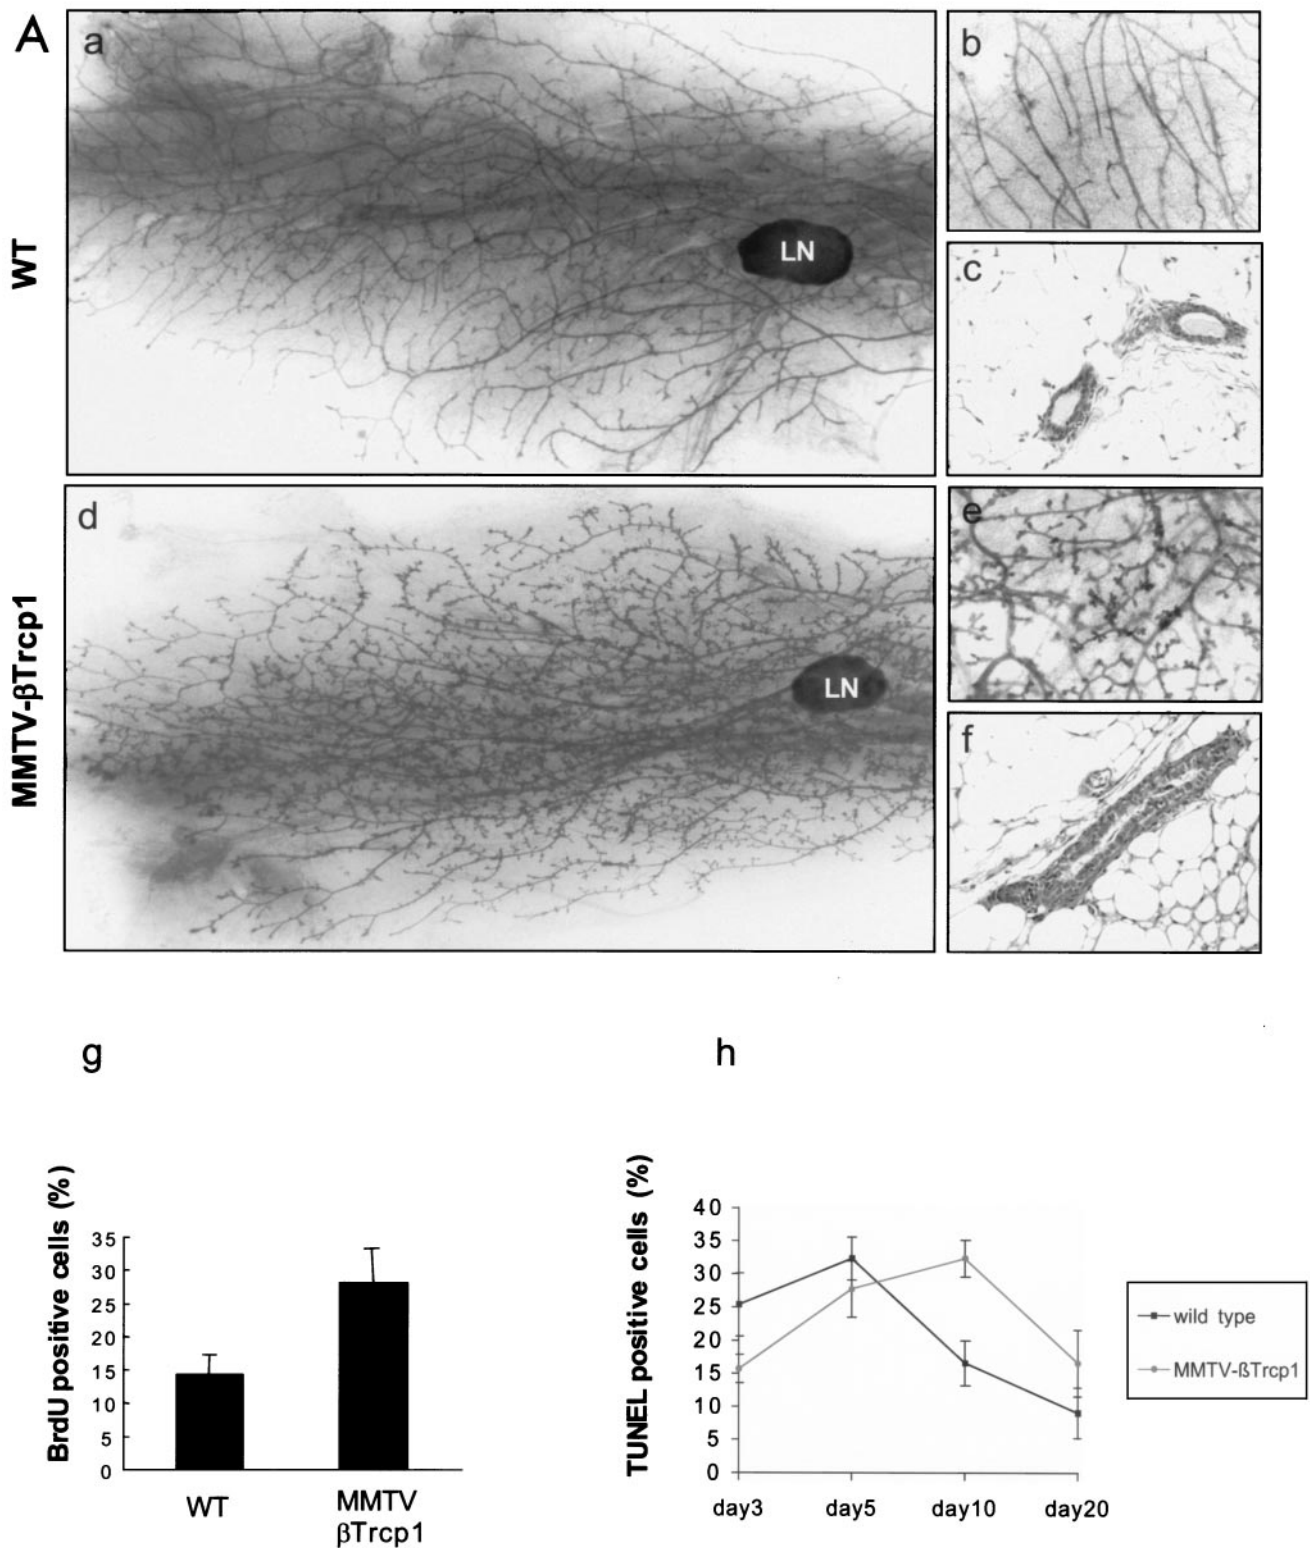 A
a
b
WT
LN
c
d
e
MMTV-βTrcp1
LN
f
g
h
BrdU positive cells (%)
35
30
25
20
15
10
5
0
WT
MMTV
βTrcp1
TUNEL positive cells (%)
40
35
30
25
20
15
10
5
0
day3
day5
day10
day20
wild type
MMTV-ßTrcp1